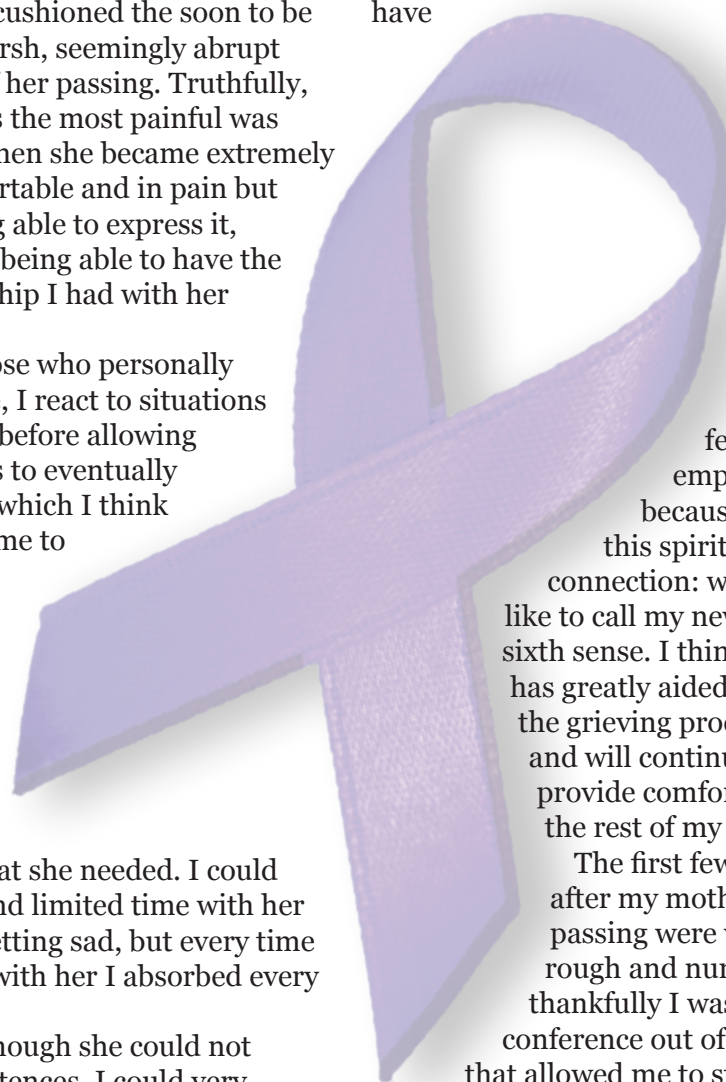 cushioned the soon to be
rsh, seemingly abrupt
her passing. Truthfully,
s the most painful was
hen she became extremely
rtable and in pain but
g able to express it,
being able to have the
hip I had with her
ose who personally
, I react to situations
before allowing
s to eventually
which I think
me to
at she needed. I could
nd limited time with her
etting sad, but every time
with her I absorbed every
hough she could not
tences, I could very
have
fe
emp
becaus
this spirit
connection: w
like to call my nev
sixth sense. I thin
has greatly aided
the grieving proc
and will continu
provide comfor
the rest of my
The first few
after my moth
passing were v
rough and nur
thankfully I was
conference out of
that allowed me to s